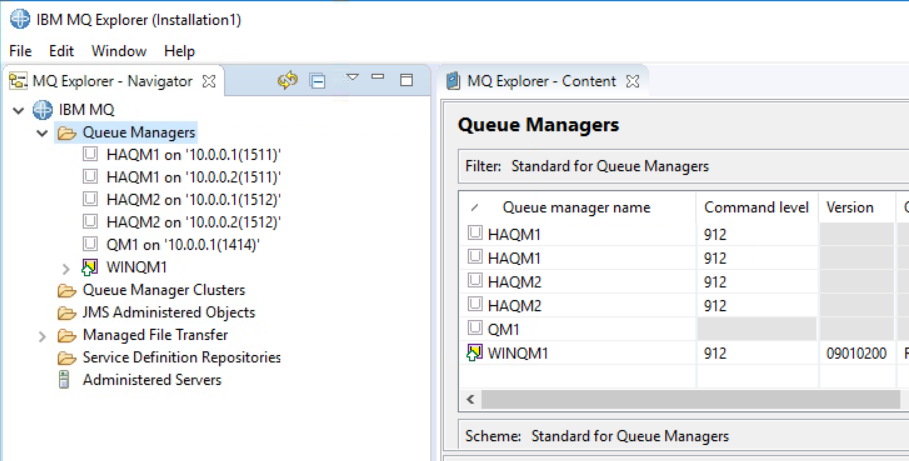 IBM MQ Explorer (Installation1)
File Edit Window Help
MQ Explorer - Navigator
IBM MQ
Queue Managers
HAQM1 on '10.0.0.1(1511)'
HAQM1 on '10.0.0.2(1511)'
HAQM2 on '10.0.0.1(1512)'
HAQM2 on '10.0.0.2(1512)'
QM1 on '10.0.0.1(1414)'
WINQM1
Queue Manager Clusters
JMS Administered Objects
Managed File Transfer
Service Definition Repositories
Administered Servers
MQ Explorer - Content
Queue Managers
Filter: Standard for Queue Managers
Queue manager name Command level Version
HAQM1 912
HAQM1 912
HAQM2 912
HAQM2 912
QM1
WINQM1 912 09010200
Scheme: Standard for Queue Managers